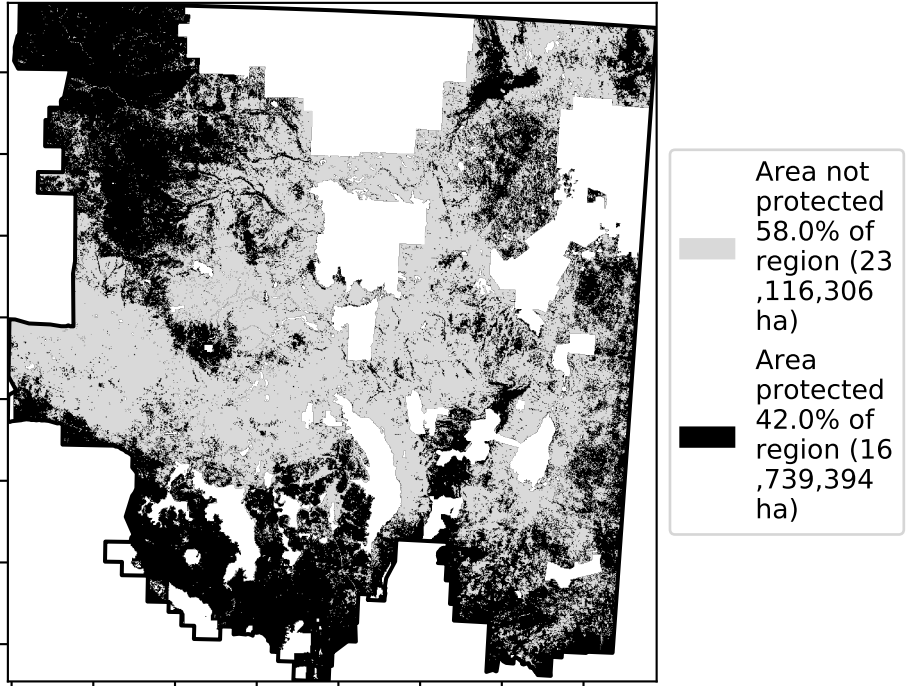 Area not
protected
58.0% of
region (23
,116,306
ha)
Area
protected
42.0% of
region (16
,739,394
ha)